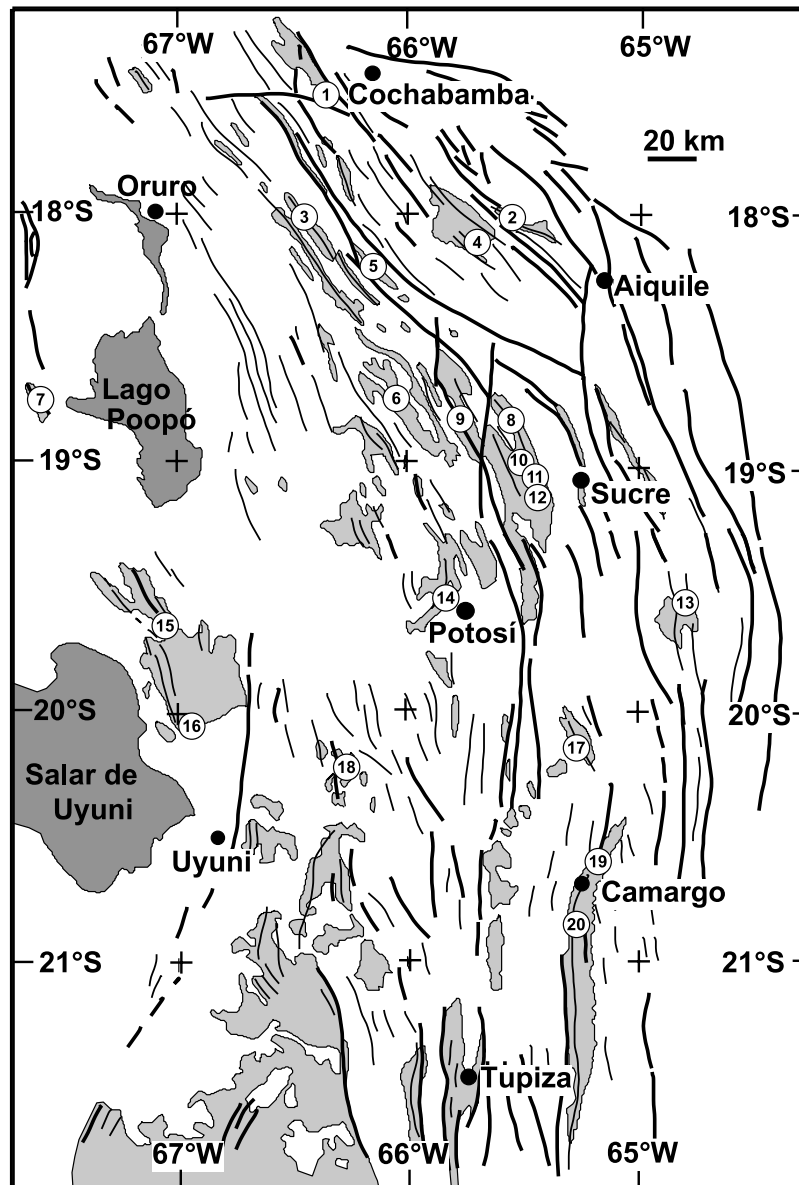 67°W 66°W 65°W
1
Cochabamba
20 km
Oruro
18°S
3
2
18°S
4
5
Aiquile
Lago
Poopó
7
6
9
8
19°S
10
11
12
Sucre
19°S
14
13
Potosí
15
20°S
16
17
20°S
Salar de
Uyuni
18
Uyuni
19
Camargo
20
21°S
21°S
Tupiza
67°W 66°W 65°W